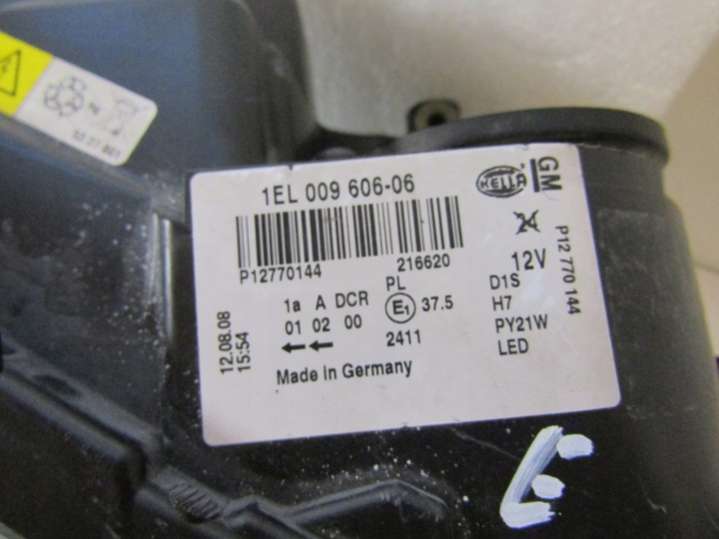 1EL 009 606-06
HELLA
GM
P12770144
216620
12V
P12 770 144
PL
1a A DCR
01 02 00
E1
37.5
2411
D1S
H7
PY21W
LED
12.08.08
15:54
Made in Germany
E